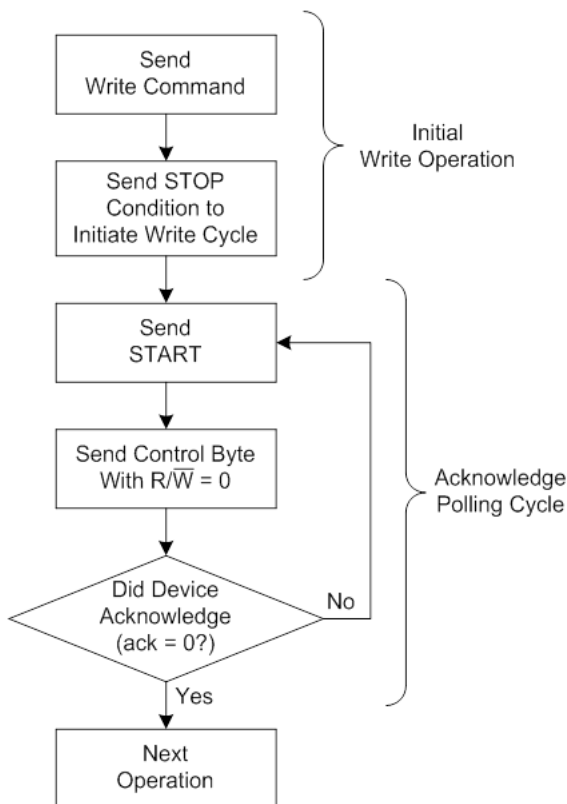 Send
Write Command
Initial
Write Operation
Send STOP
Condition to
Initiate Write Cycle
Send
START
Send Control Byte
With R/W̅ = 0
Acknowledge
Polling Cycle
Did Device
Acknowledge
(ack = 0?)
No
Yes
Next
Operation